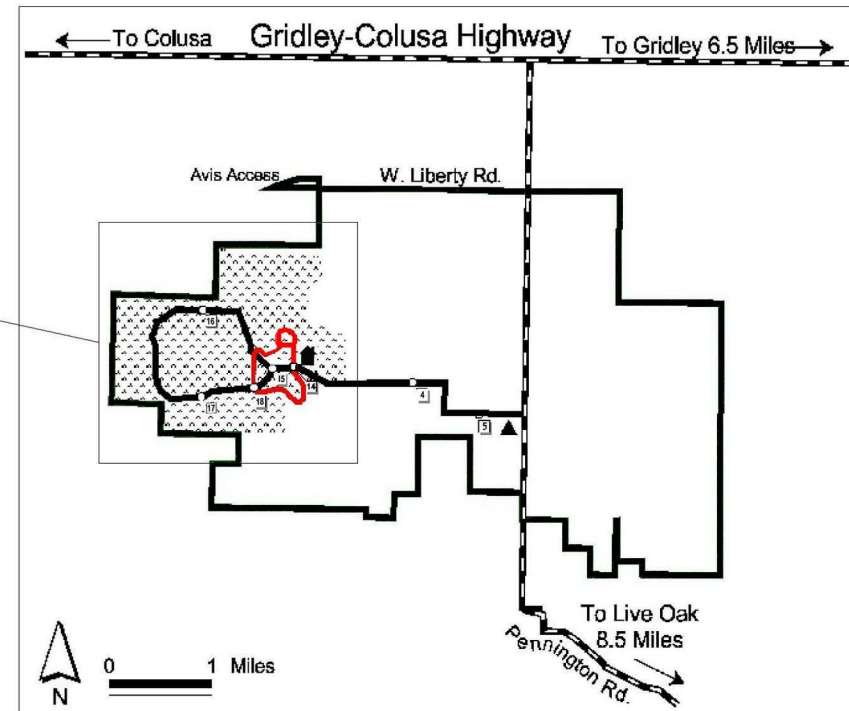 To Colusa
Gridley-Colusa Highway
To Gridley 6.5 Miles
Avis Access
W. Liberty Rd.
16
15
14
4
18
17
5
To Live Oak
8.5 Miles
Pennington Rd.
0 1 Miles
N